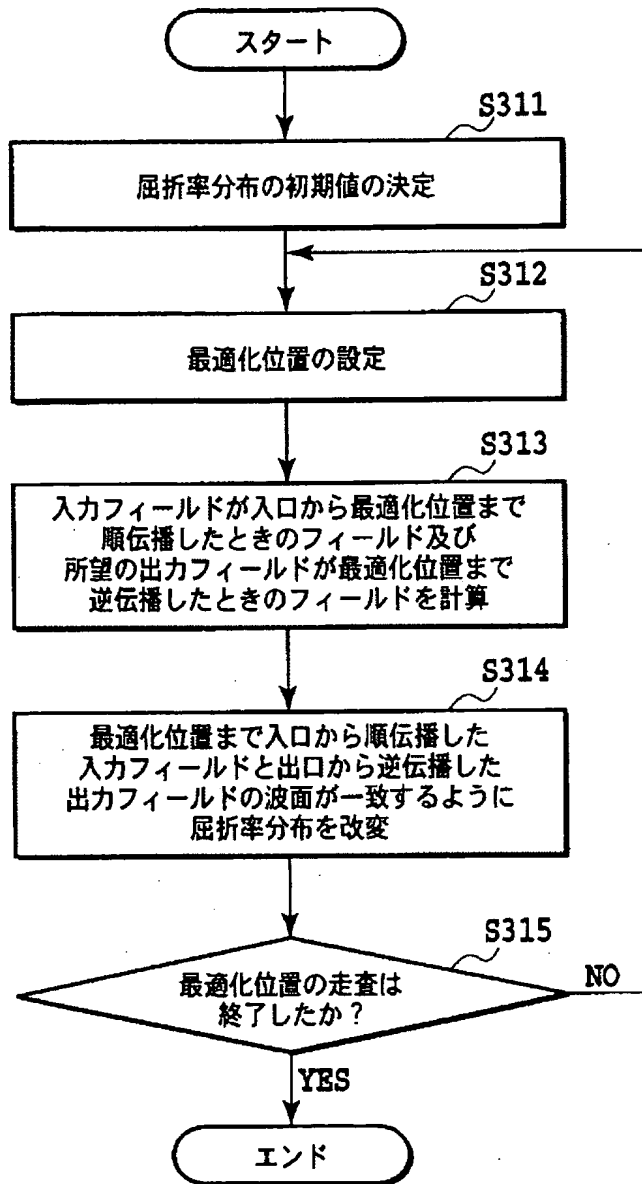 スタート
S311
屈折率分布の初期値の決定
S312
最適化位置の設定
S313
入力フィールドが入口から最適化位置まで
順伝播したときのフィールド及び
所望の出力フィールドが最適化位置まで
逆伝播したときのフィールドを計算
S314
最適化位置まで入口から順伝播した
入力フィールドと出口から逆伝播した
出力フィールドの波面が一致するように
屈折率分布を改変
S315
最適化位置の走査は
終了したか？
NO
YES
エンド